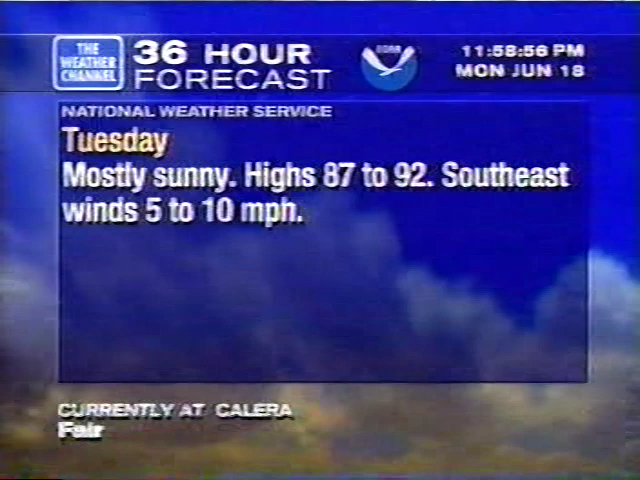 THE
WEATHER
CHANNEL
36 HOUR
FORECAST
NOAA
11:58:56 PM
MON JUN 18
NATIONAL WEATHER SERVICE
Tuesday
Mostly sunny. Highs 87 to 92. Southeast
winds 5 to 10 mph.
CURRENTLY AT CALERA
Fair